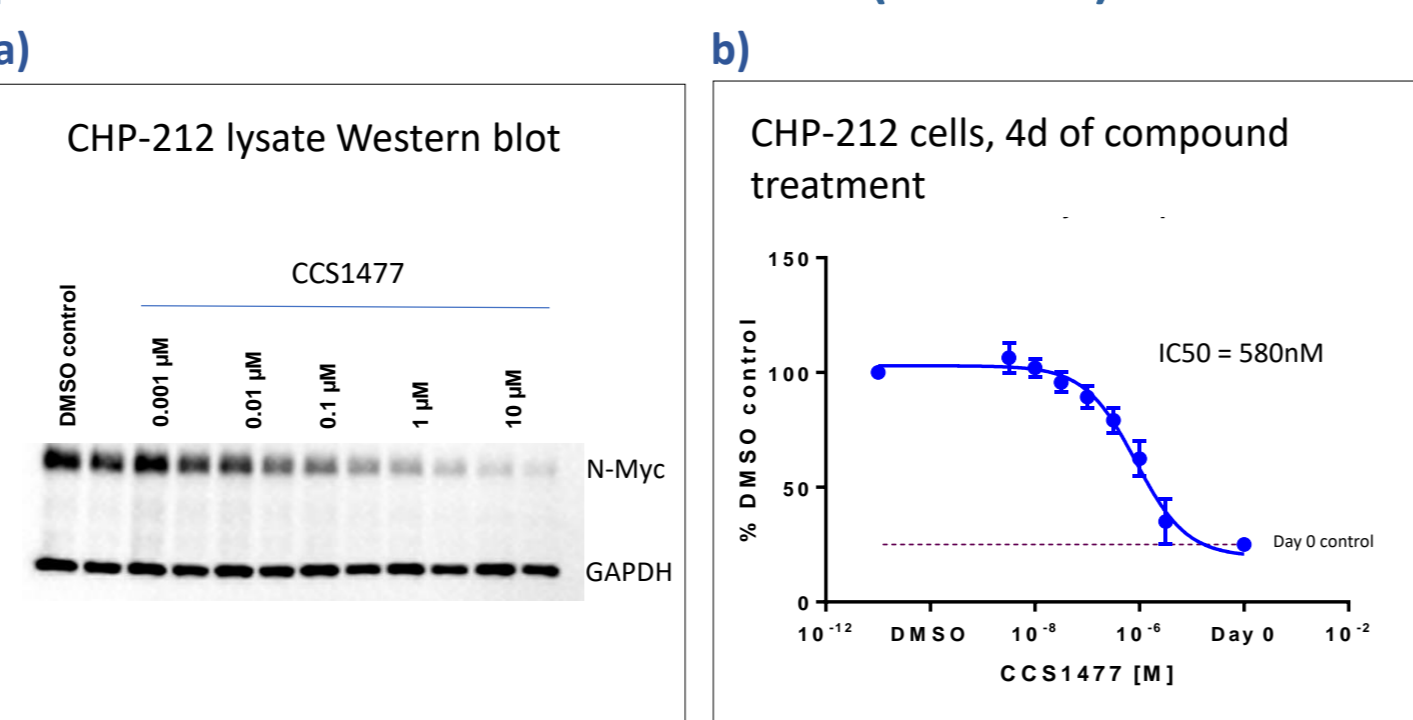 a)
CHP-212 lysate Western blot
CCS1477
DMSO control
0.001 µM
0.01 µM
0.1 µM
1 µM
10 µM
N-Myc
GAPDH
b)
CHP-212 cells, 4d of compound
treatment
150
100
50
0
% DMSO control
IC50 = 580nM
Day 0 control
10⁻¹² DMSO 10⁻⁸ 10⁻⁶ Day 0 10⁻²
CCS1477 [M]